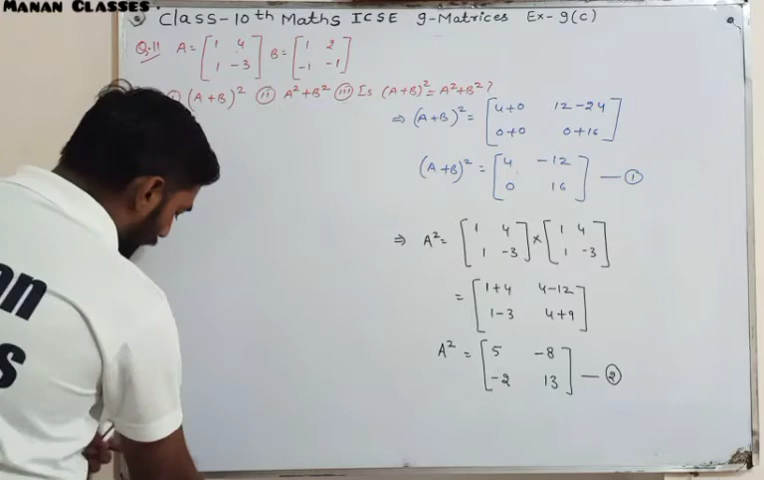 MANAN CLASSES.
Class-10th Maths ICSE 9-Matrices Ex-9(c)
Q.11 A= [1 4 B= [1 2
1 -3] -1 -1]
(A+B)² (ii) A²+B² (iii) Is (A+B)²=A²+B²?
⇒ (A+B)² = [4+0 12-24
0+0 0+16]
(A+B)² = [4 -12
0 16] — ①
⇒ A²= [1 4 × [1 4
1 -3] 1 -3]
= [1+4 4-12
1-3 4+9]
A² = [5 -8
-2 13] — ②
on
s